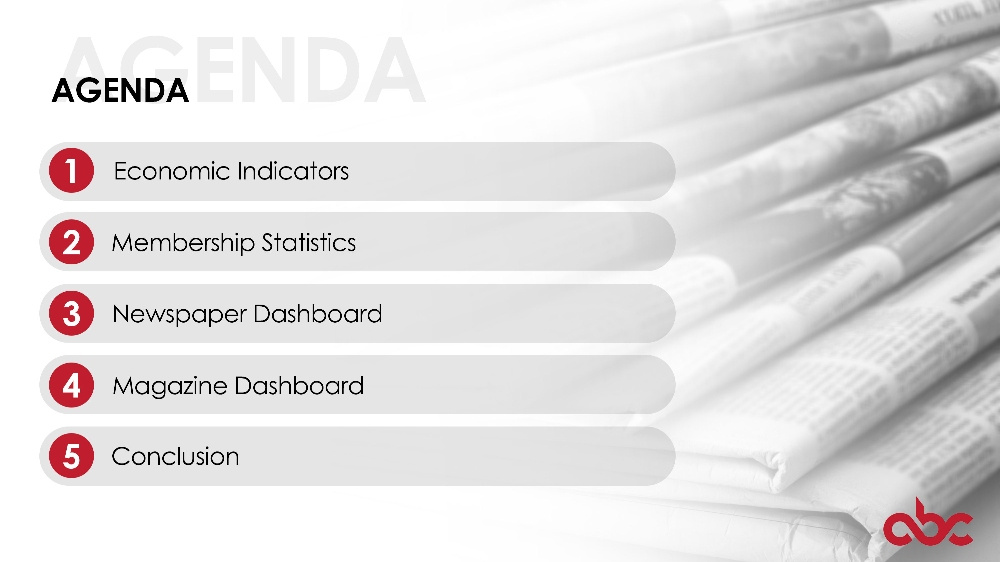 AGENDA
AGENDA
1 Economic Indicators
2 Membership Statistics
3 Newspaper Dashboard
4 Magazine Dashboard
5 Conclusion
abc